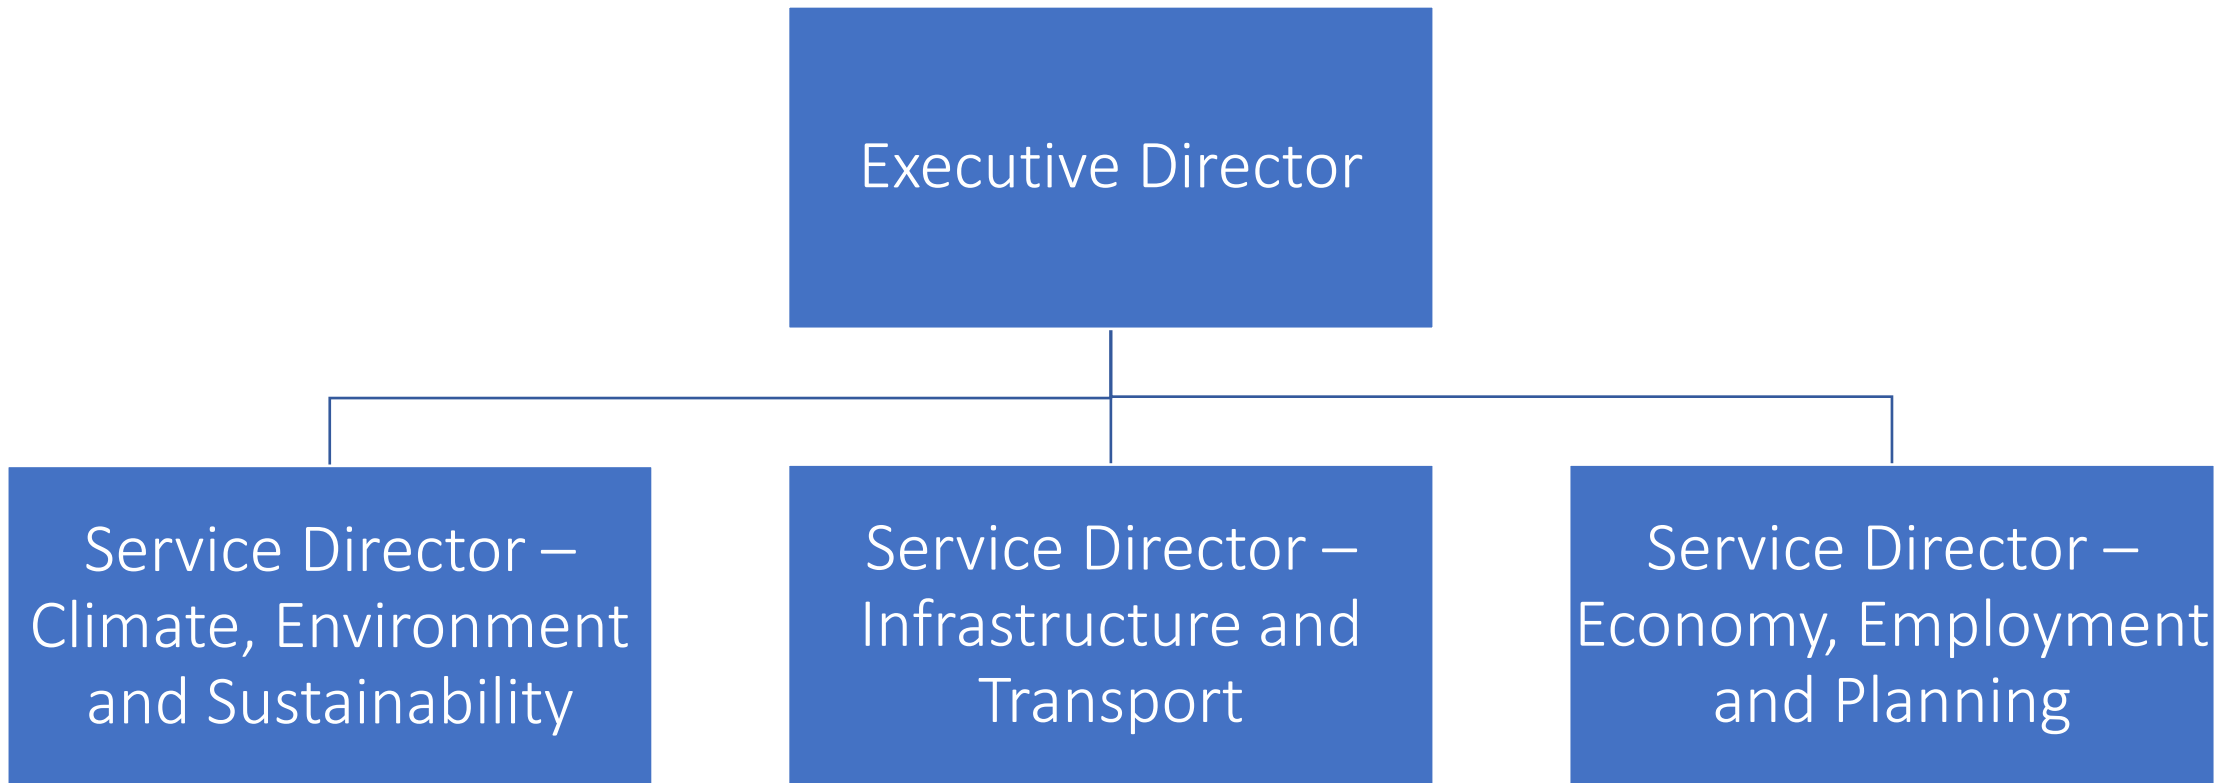 Executive Director
Service Director –
Climate, Environment
and Sustainability
Service Director –
Infrastructure and
Transport
Service Director –
Economy, Employment
and Planning